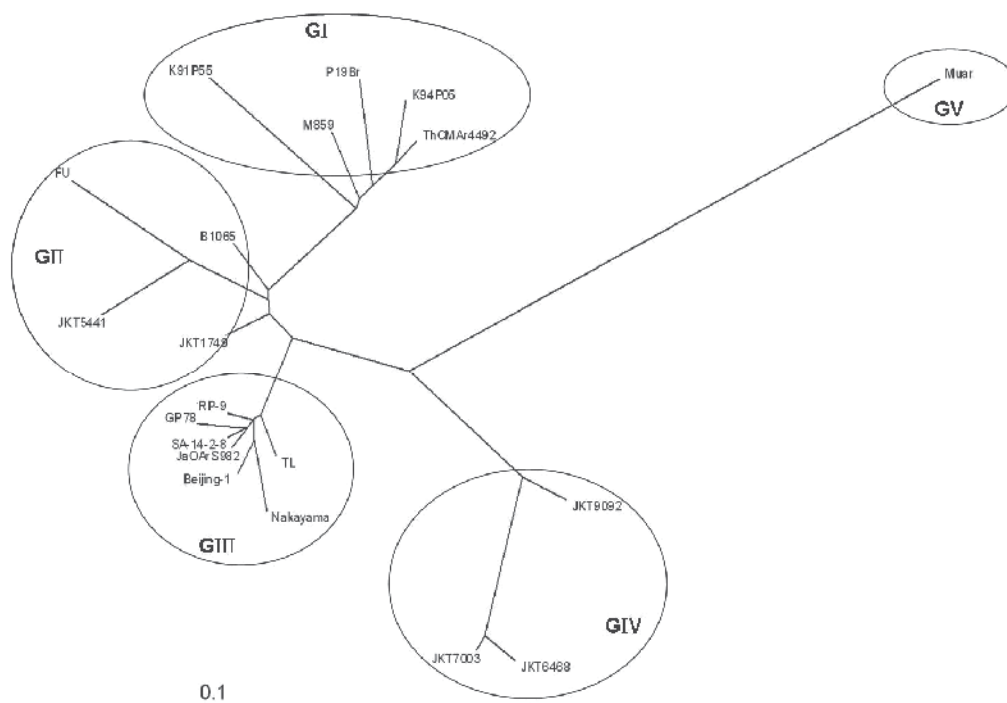 GI
K91P55
P19Br
K94P05
M859
ThCMAr4492
Muar
GV
FU
GII
B1065
JKT5441
JKT1749
RP-9
GP78
SA-14-2-8
JaOArS982
TL
Beijing-1
Nakayama
GIII
JKT9092
GIV
JKT7003
JKT6468
0.1